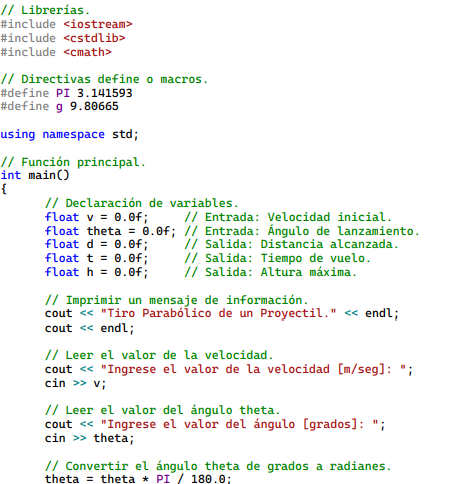 // Librerías.
#include <iostream>
#include <cstdlib>
#include <cmath>
// Directivas define o macros.
#define PI 3.141593
#define g 9.80665
using namespace std;
// Función principal.
int main()
{
// Declaración de variables.
float v = 0.0f; // Entrada: Velocidad inicial.
float theta = 0.0f; // Entrada: Ángulo de lanzamiento.
float d = 0.0f; // Salida: Distancia alcanzada.
float t = 0.0f; // Salida: Tiempo de vuelo.
float h = 0.0f; // Salida: Altura máxima.
// Imprimir un mensaje de información.
cout << "Tiro Parabólico de un Proyectil." << endl;
cout << endl;
// Leer el valor de la velocidad.
cout << "Ingrese el valor de la velocidad [m/seg]: ";
cin >> v;
// Leer el valor del ángulo theta.
cout << "Ingrese el valor del ángulo [grados]: ";
cin >> theta;
// Convertir el ángulo theta de grados a radianes.
theta = theta * PI / 180.0;